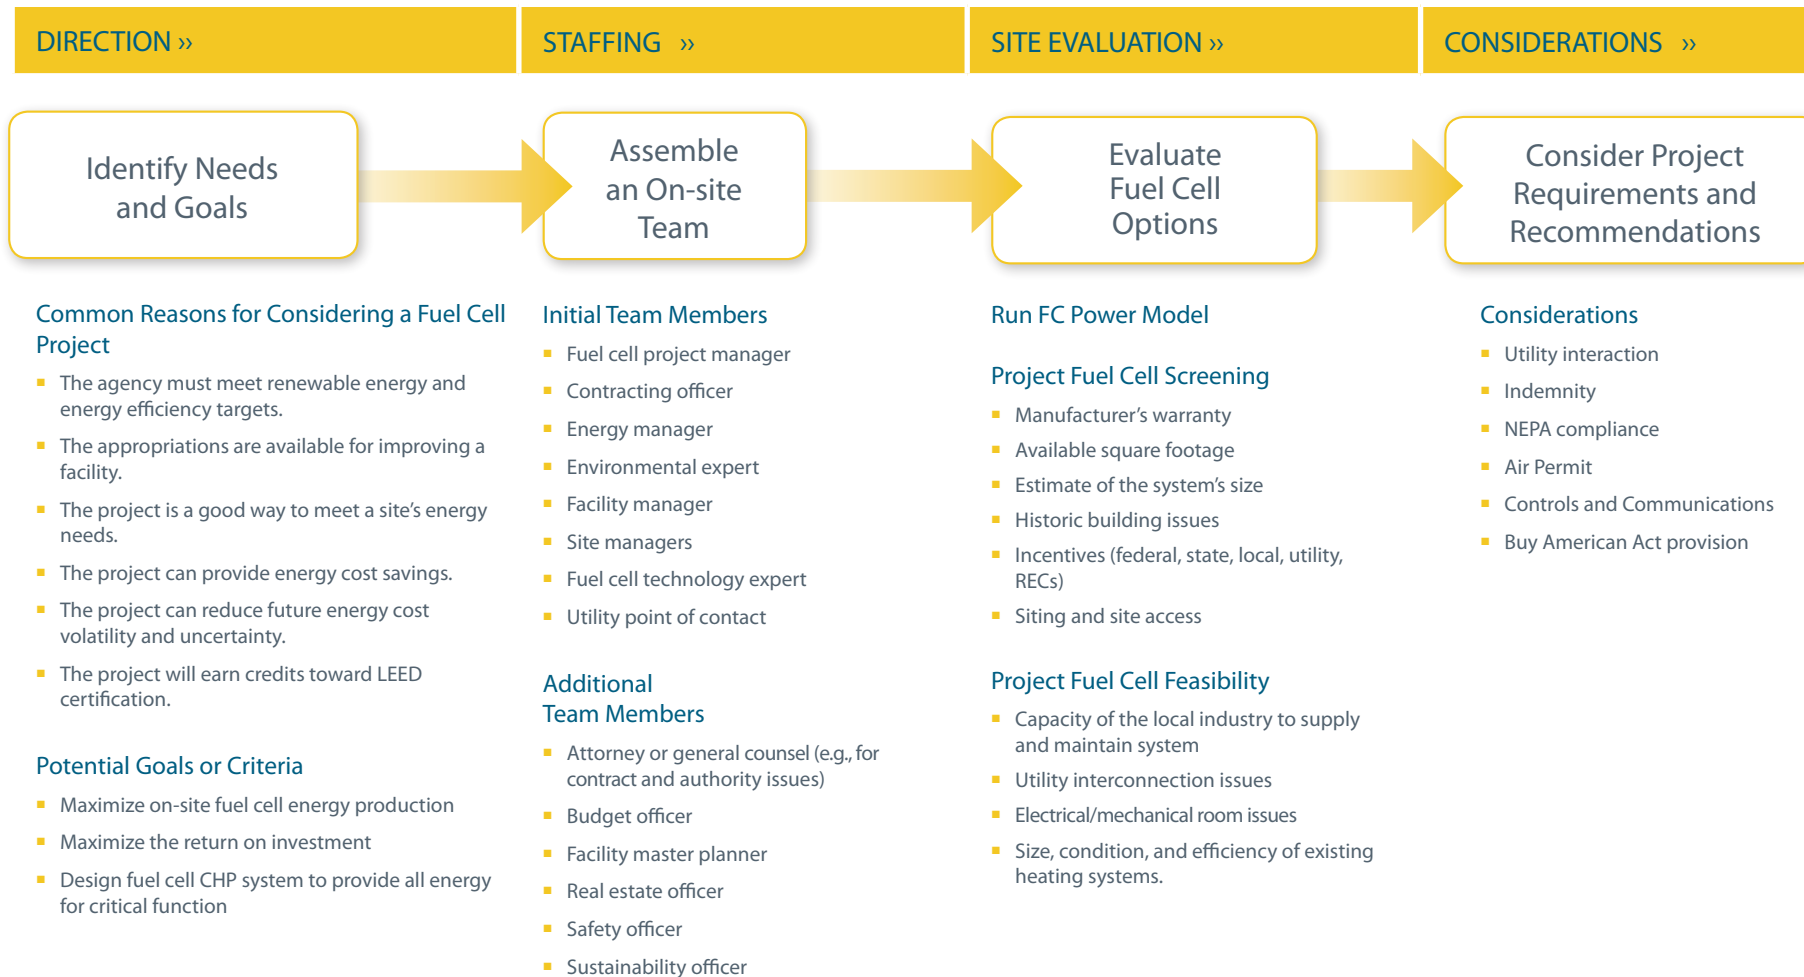 DIRECTION ››
STAFFING ››
SITE EVALUATION ››
CONSIDERATIONS ››
Identify Needs
and Goals
Assemble
an On-site
Team
Evaluate
Fuel Cell
Options
Consider Project
Requirements and
Recommendations
Common Reasons for Considering a Fuel Cell
Project
▪ The agency must meet renewable energy and
energy efficiency targets.
▪ The appropriations are available for improving a
facility.
▪ The project is a good way to meet a site’s energy
needs.
▪ The project can provide energy cost savings.
▪ The project can reduce future energy cost
volatility and uncertainty.
▪ The project will earn credits toward LEED
certification.
Potential Goals or Criteria
▪ Maximize on-site fuel cell energy production
▪ Maximize the return on investment
▪ Design fuel cell CHP system to provide all energy
for critical function
Initial Team Members
▪ Fuel cell project manager
▪ Contracting officer
▪ Energy manager
▪ Environmental expert
▪ Facility manager
▪ Site managers
▪ Fuel cell technology expert
▪ Utility point of contact
Additional
Team Members
▪ Attorney or general counsel (e.g., for
contract and authority issues)
▪ Budget officer
▪ Facility master planner
▪ Real estate officer
▪ Safety officer
▪ Sustainability officer
Run FC Power Model
Project Fuel Cell Screening
▪ Manufacturer’s warranty
▪ Available square footage
▪ Estimate of the system’s size
▪ Historic building issues
▪ Incentives (federal, state, local, utility,
RECs)
▪ Siting and site access
Project Fuel Cell Feasibility
▪ Capacity of the local industry to supply
and maintain system
▪ Utility interconnection issues
▪ Electrical/mechanical room issues
▪ Size, condition, and efficiency of existing
heating systems.
Considerations
▪ Utility interaction
▪ Indemnity
▪ NEPA compliance
▪ Air Permit
▪ Controls and Communications
▪ Buy American Act provision